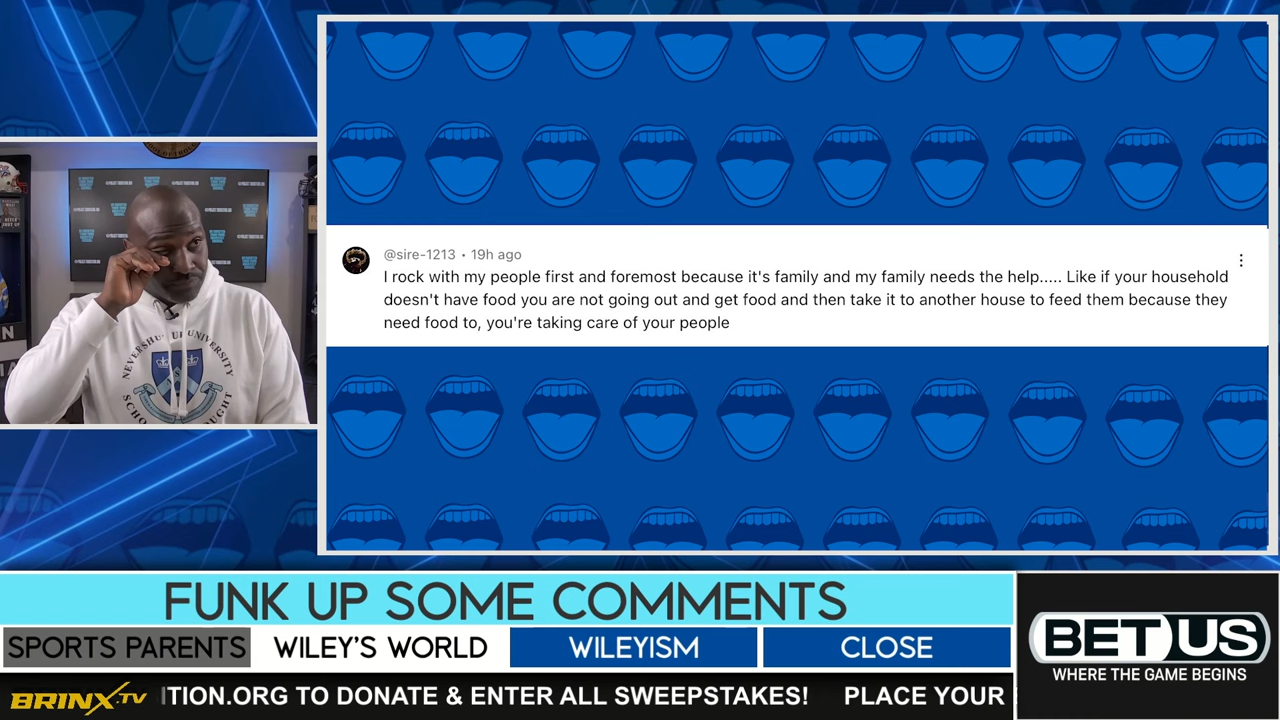 @sire-1213 • 19h ago
I rock with my people first and foremost because it's family and my family needs the help..... Like if your household
doesn't have food you are not going out and get food and then take it to another house to feed them because they
need food to, you're taking care of your people
NEVERSHUTUP UNIVERSITY
FUNK UP SOME COMMENTS
SPORTS PARENTS
WILEY'S WORLD
WILEYISM
CLOSE
BETUS
WHERE THE GAME BEGINS
BRINX.TV
ITION.ORG TO DONATE & ENTER ALL SWEEPSTAKES! PLACE YOUR